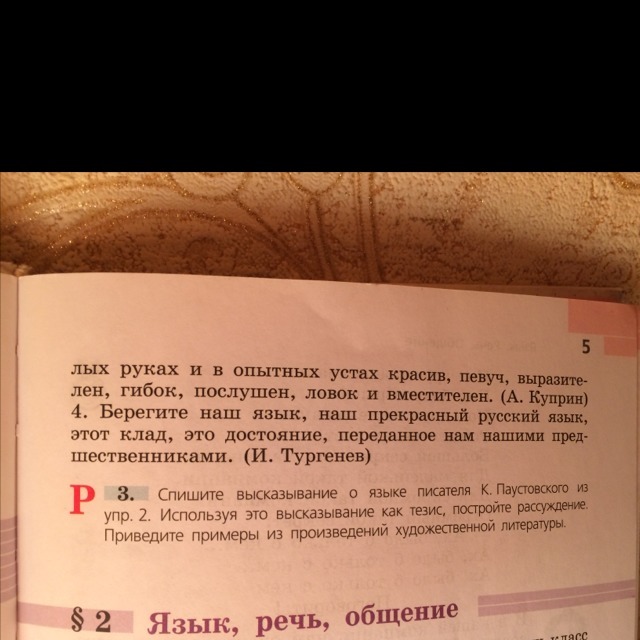 5
лых руках и в опытных устах красив, певуч, выразите-
лен, гибок, послушен, ловок и вместителен. (А. Куприн)
4. Берегите наш язык, наш прекрасный русский язык,
этот клад, это достояние, переданное нам нашими пред-
шественниками. (И. Тургенев)
Р 3. Спишите высказывание о языке писателя К. Паустовского из
упр. 2. Используя это высказывание как тезис, постройте рассуждение.
Приведите примеры из произведений художественной литературы.
§ 2 Язык, речь, общение
класс